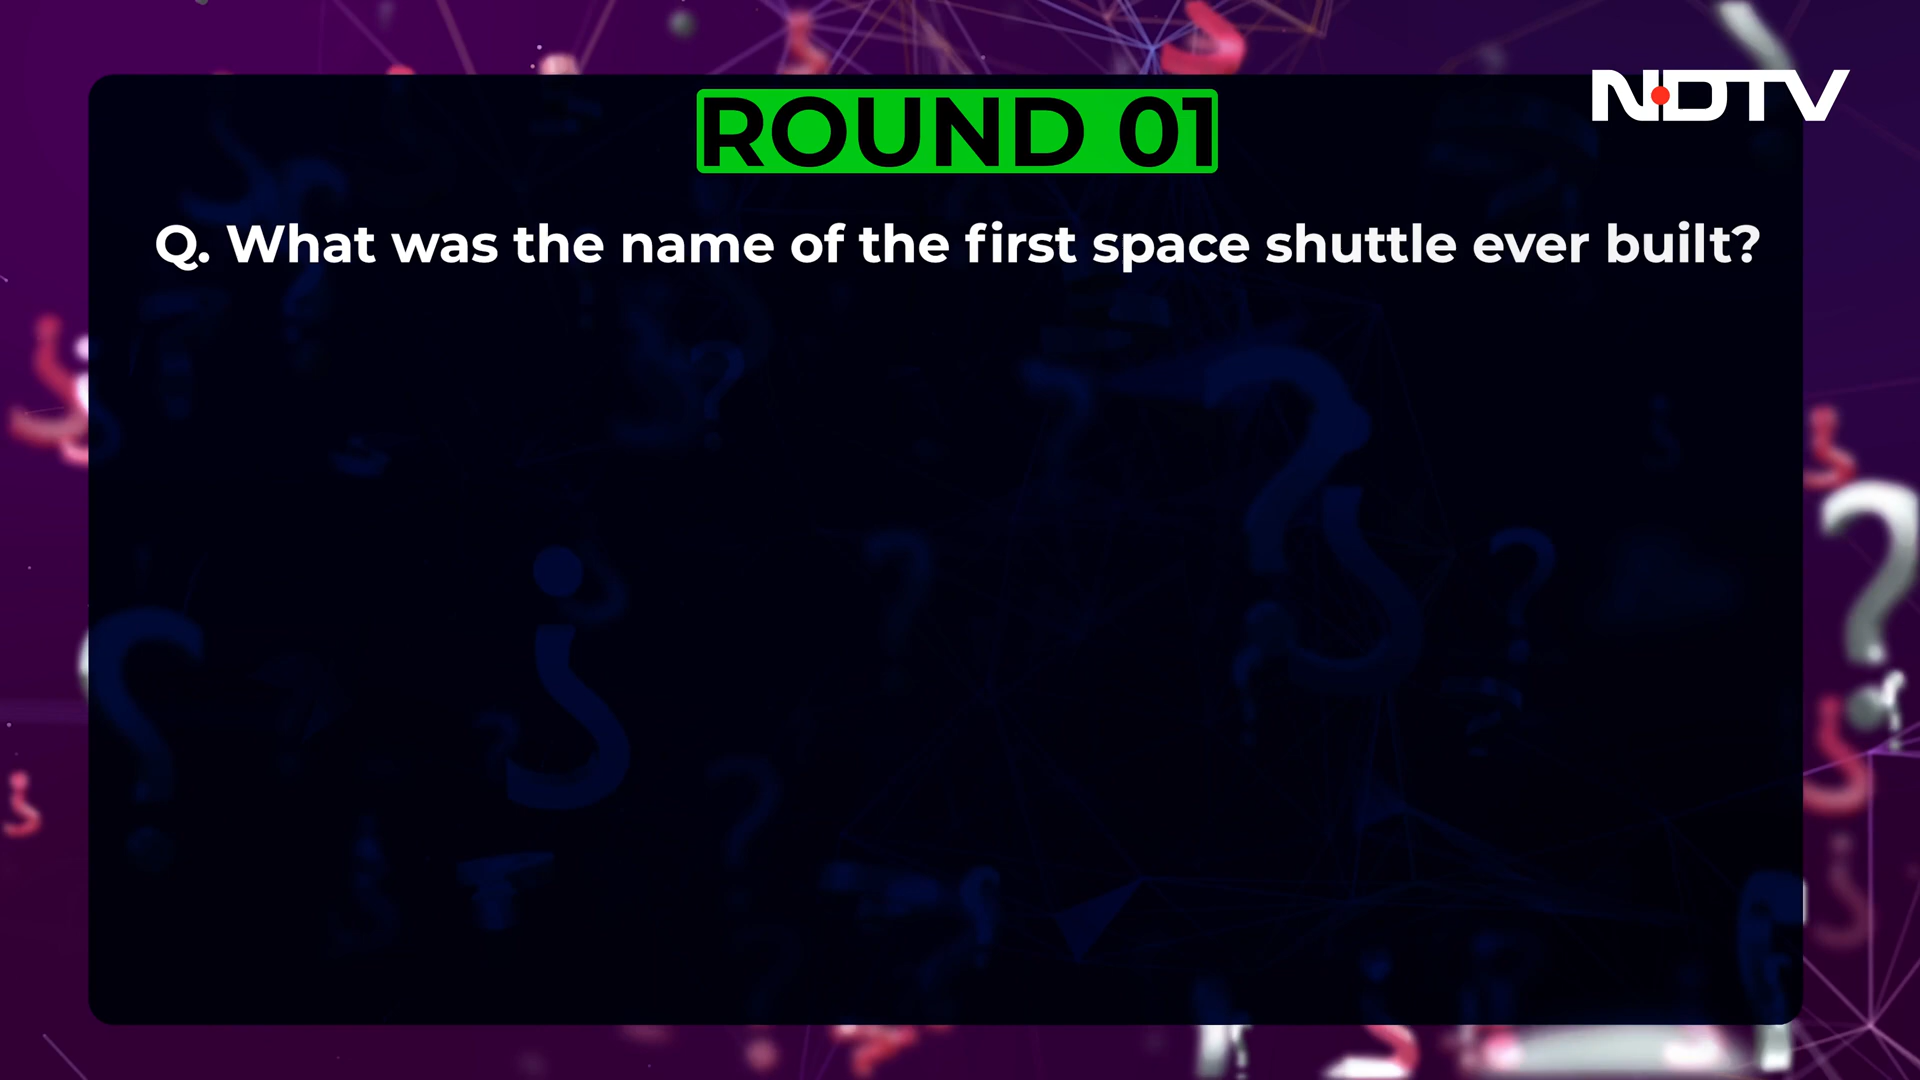 NDTV
ROUND 01
Q. What was the name of the first space shuttle ever built?